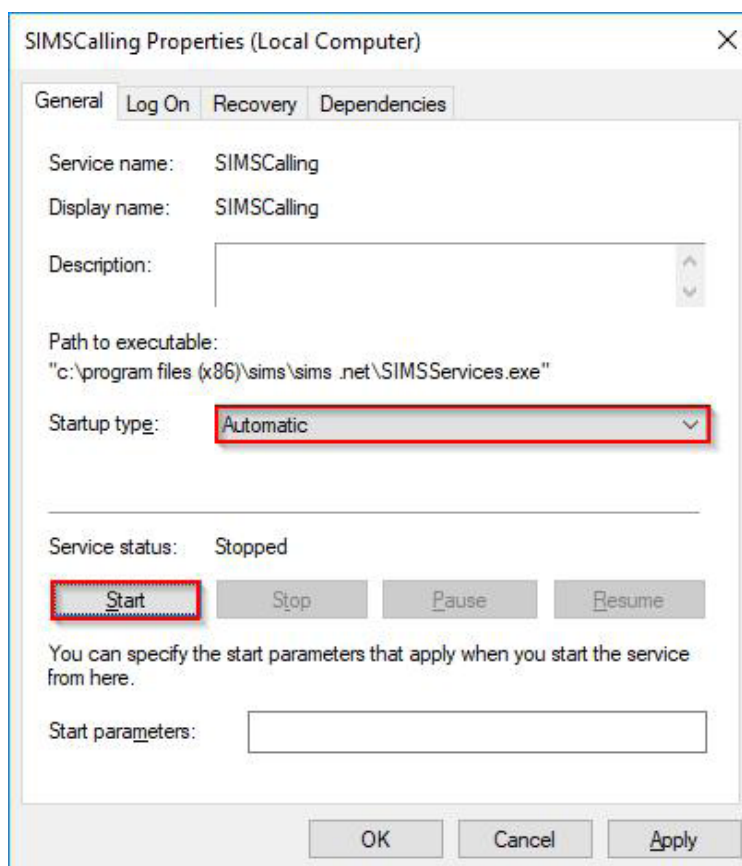 SIMSCalling Properties (Local Computer)
General Log On Recovery Dependencies
Service name: SIMSCalling
Display name: SIMSCalling
Description:
Path to executable:
"c:\program files (x86)\sims\sims .net\SIMSServices.exe"
Startup type: Automatic
Service status: Stopped
Start Stop Pause Resume
You can specify the start parameters that apply when you start the service
from here.
Start parameters:
OK Cancel Apply